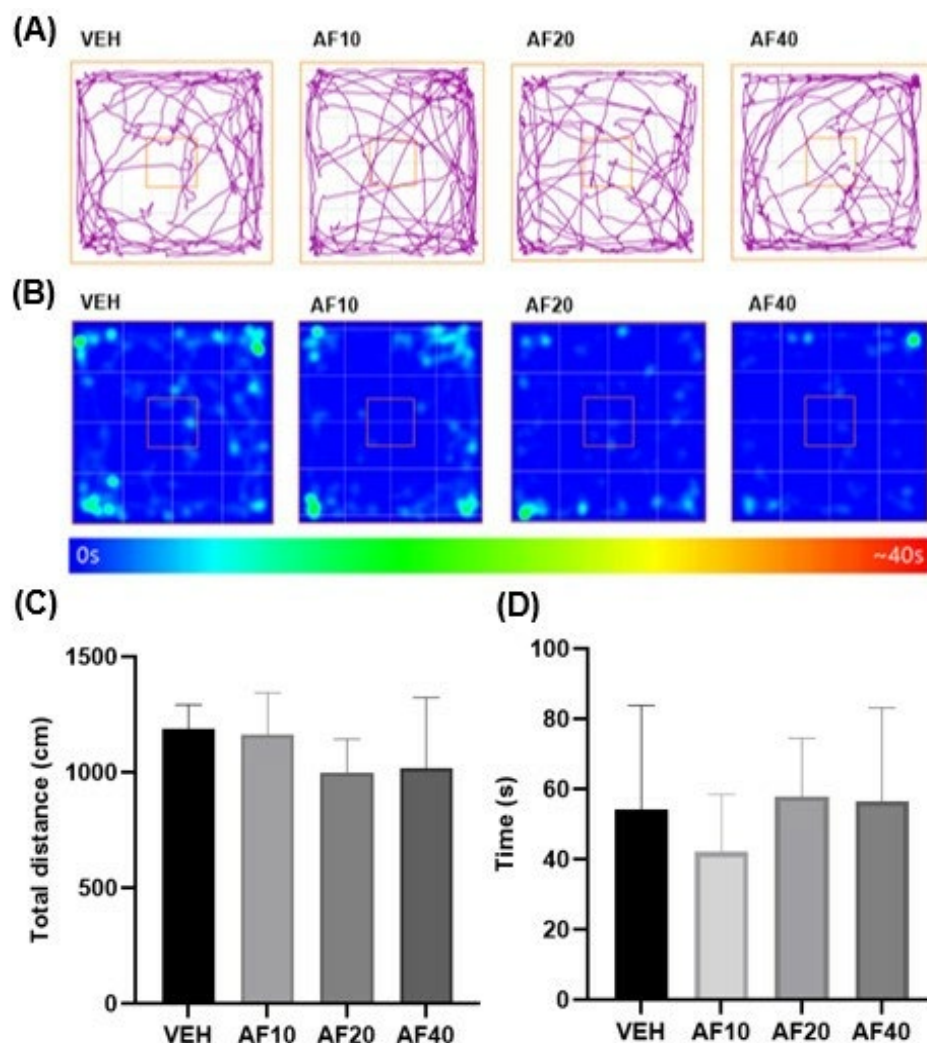 (A)
VEH AF10 AF20 AF40
(B)
VEH AF10 AF20 AF40
0s ~40s
(C)
Total distance (cm)
1500
1000
500
0
VEH AF10 AF20 AF40
(D)
Time (s)
100
80
60
40
20
0
VEH AF10 AF20 AF40